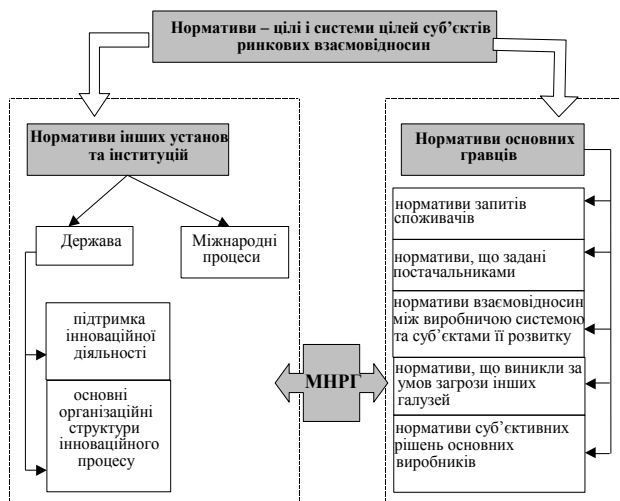 Нормативи – цілі і системи цілей суб’єктів
ринкових взаємовідносин
Нормативи інших установ
та інституцій
Держава
Міжнародні
процеси
підтримка
інноваційної
діяльності
основні
організаційні
структури
інноваційного
процесу
МНРГ
Нормативи основних
гравців
нормативи запитів
споживачів
нормативи, що задані
постачальниками
нормативи взаємовідносин
між виробничою системою
та суб’єктами її розвитку
нормативи, що виникли за
умов загрози інших
галузей
нормативи суб’єктивних
рішень основних
виробників